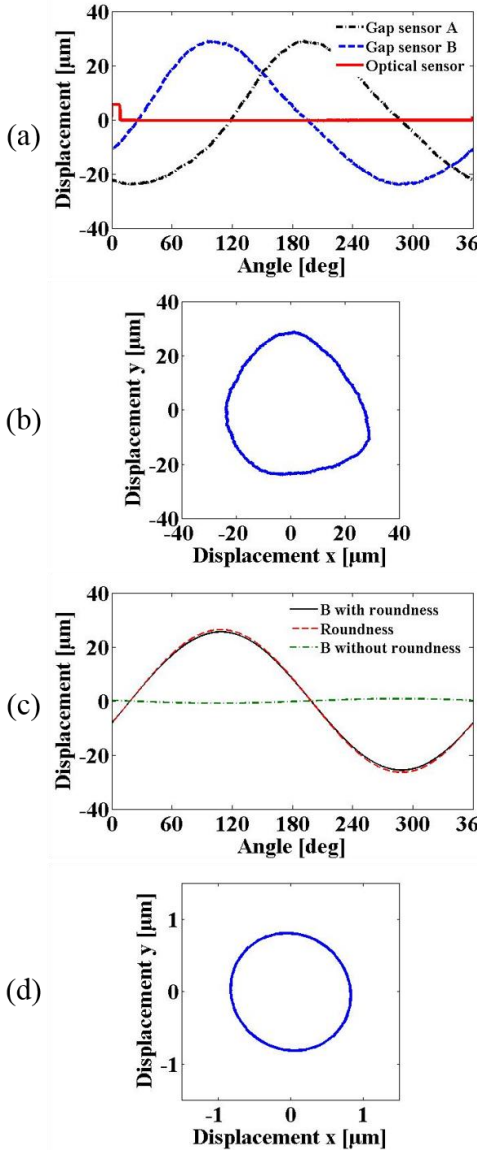 (a)
Displacement [μm]
40
20
0
-20
-40
Gap sensor A
Gap sensor B
Optical sensor
0 60 120 180 240 300 36
Angle [deg]
(b)
Displacement y [μm]
40
20
0
-20
-40
-40 -20 0 20 40
Displacement x [μm]
(c)
Displacement [μm]
40
20
0
-20
-40
B with roundness
Roundness
B without roundness
0 60 120 180 240 300 36
Angle [deg]
(d)
Displacement y [μm]
1
0
-1
-1 0 1
Displacement x [μm]